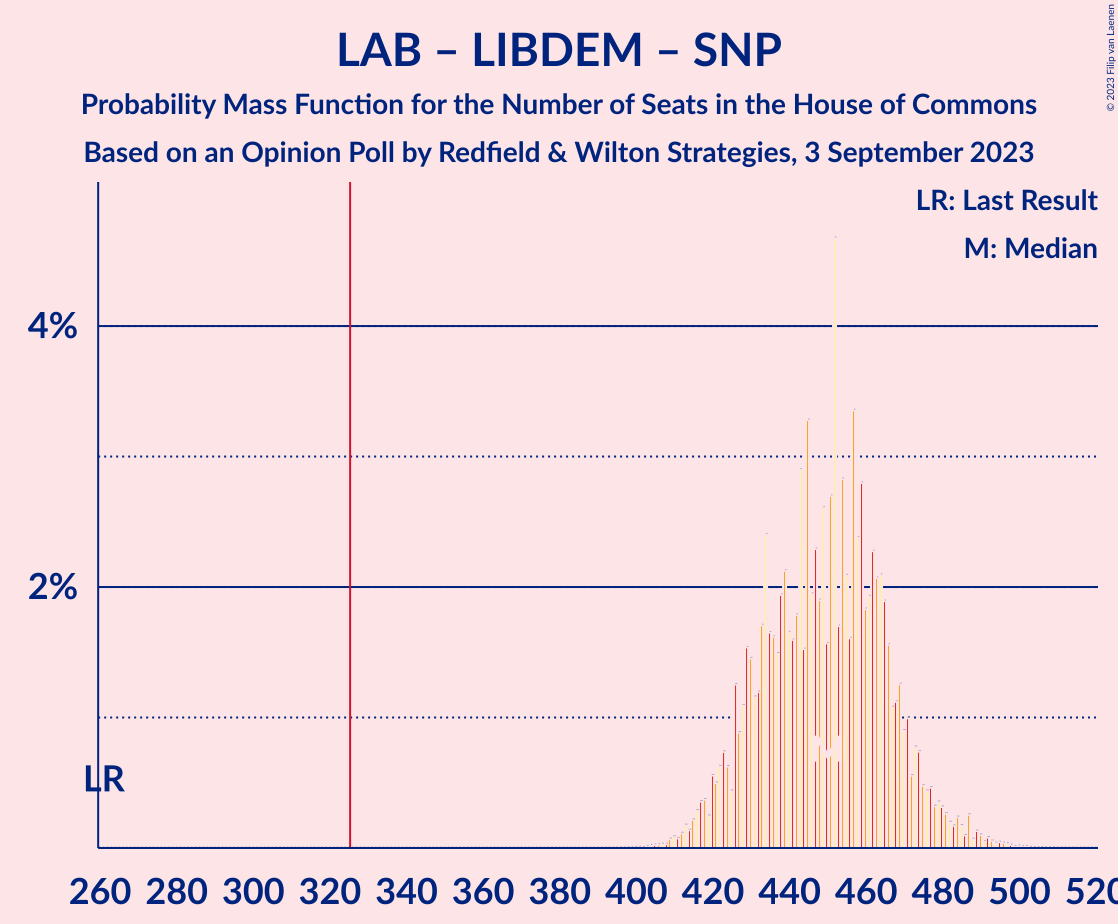 LAB – LIBDEM – SNP
Probability Mass Function for the Number of Seats in the House of Commons
Based on an Opinion Poll by Redfield & Wilton Strategies, 3 September 2023
© 2023 Filip van Laenen
LR: Last Result
M: Median
4%
2%
LR
260 280 300 320 340 360 380 400 420 440 460 480 500 520